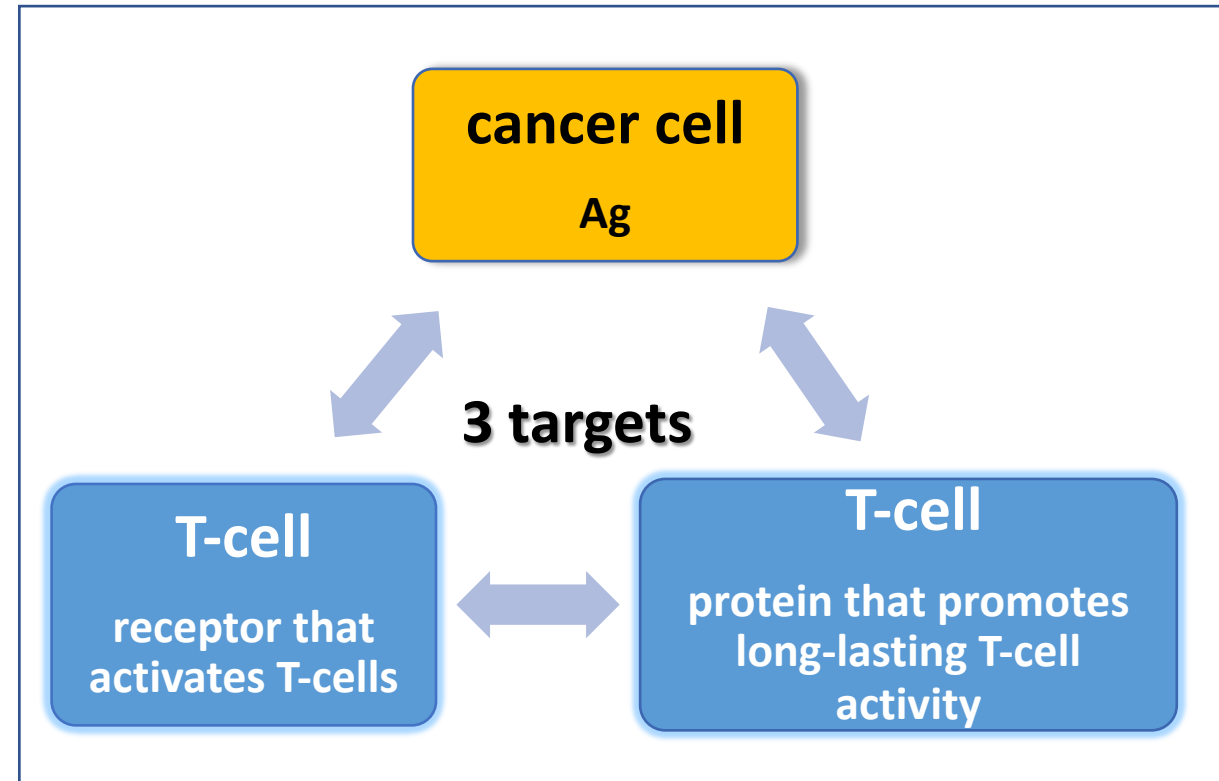 cancer cell
Ag
3 targets
T-cell
receptor that
activates T-cells
T-cell
protein that promotes
long-lasting T-cell
activity